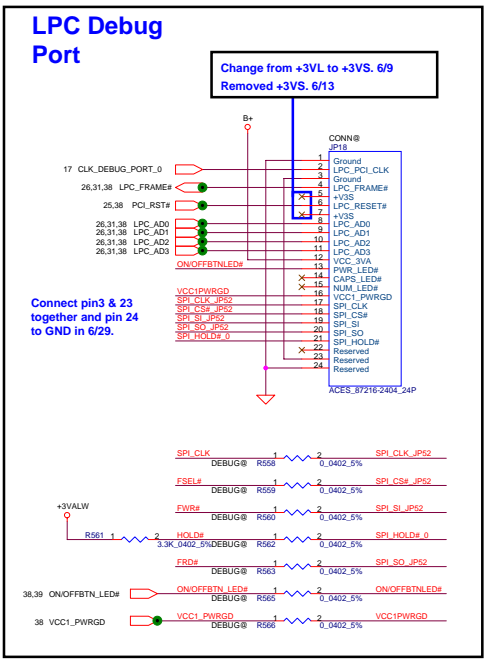 LPC Debug
Port
Change from +3VL to +3VS. 6/9
Removed +3VS. 6/13
B+
CONN@
JP18
1 Ground
17 CLK_DEBUG_PORT_0 2 LPC_PCI_CLK
3 Ground
26,31,38 LPC_FRAME# 4 LPC_FRAME#
5 +V3S
25,38 PCI_RST# 6 LPC_RESET#
7 +V3S
26,31,38 LPC_AD0 8 LPC_AD0
26,31,38 LPC_AD1 9 LPC_AD1
26,31,38 LPC_AD2 10 LPC_AD2
26,31,38 LPC_AD3 11 LPC_AD3
12 VCC_3VA
ON/OFFBTNLED# 13 PWR_LED#
14 CAPS_LED#
15 NUM_LED#
VCC1PWRGD 16 VCC1_PWRGD
SPI_CLK_JP52 17 SPI_CLK
SPI_CS#_JP52 18 SPI_CS#
SPI_SI_JP52 19 SPI_SI
SPI_SO_JP52 20 SPI_SO
SPI_HOLD#_0 21 SPI_HOLD#
22 Reserved
23 Reserved
24 Reserved
ACES_87216-2404_24P
Connect pin3 & 23
together and pin 24
to GND in 6/29.
SPI_CLK 1 2 SPI_CLK_JP52
DEBUG@ R558 0_0402_5%
FSEL# 1 2 SPI_CS#_JP52
DEBUG@ R559 0_0402_5%
+3VALW
FWR# 1 2 SPI_SI_JP52
DEBUG@ R560 0_0402_5%
R561 1 2 HOLD# 1 2 SPI_HOLD#_0
3.3K_0402_5% DEBUG@ R562 0_0402_5%
FRD# 1 2 SPI_SO_JP52
DEBUG@ R563 0_0402_5%
38,39 ON/OFFBTN_LED# ON/OFFBTN_LED# 1 2 ON/OFFBTNLED#
DEBUG@ R565 0_0402_5%
38 VCC1_PWRGD VCC1_PWRGD 1 2 VCC1PWRGD
DEBUG@ R566 0_0402_5%